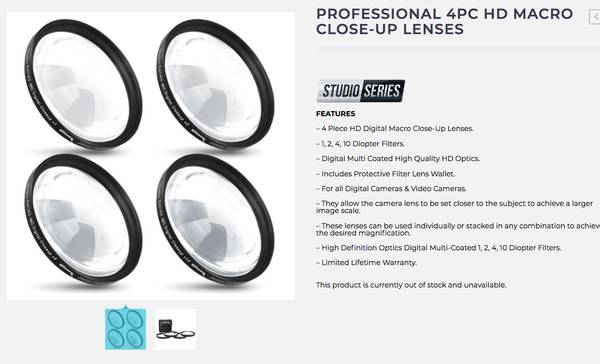 PROFESSIONAL 4PC HD MACRO
CLOSE-UP LENSES
STUDIO SERIES
FEATURES
– 4 Piece HD Digital Macro Close-Up Lenses.
– 1, 2, 4, 10 Diopter Filters.
– Digital Multi Coated High Quality HD Optics.
– Includes Protective Filter Lens Wallet.
– For all Digital Cameras & Video Cameras.
– They allow the camera lens to be set closer to the subject to achieve a larger
image scale.
– These lenses can be used individually or stacked in any combination to achieve
the desired magnification.
– High Definition Optics Digital Multi-Coated 1, 2, 4, 10 Diopter Filters.
– Limited Lifetime Warranty.
This product is currently out of stock and unavailable.